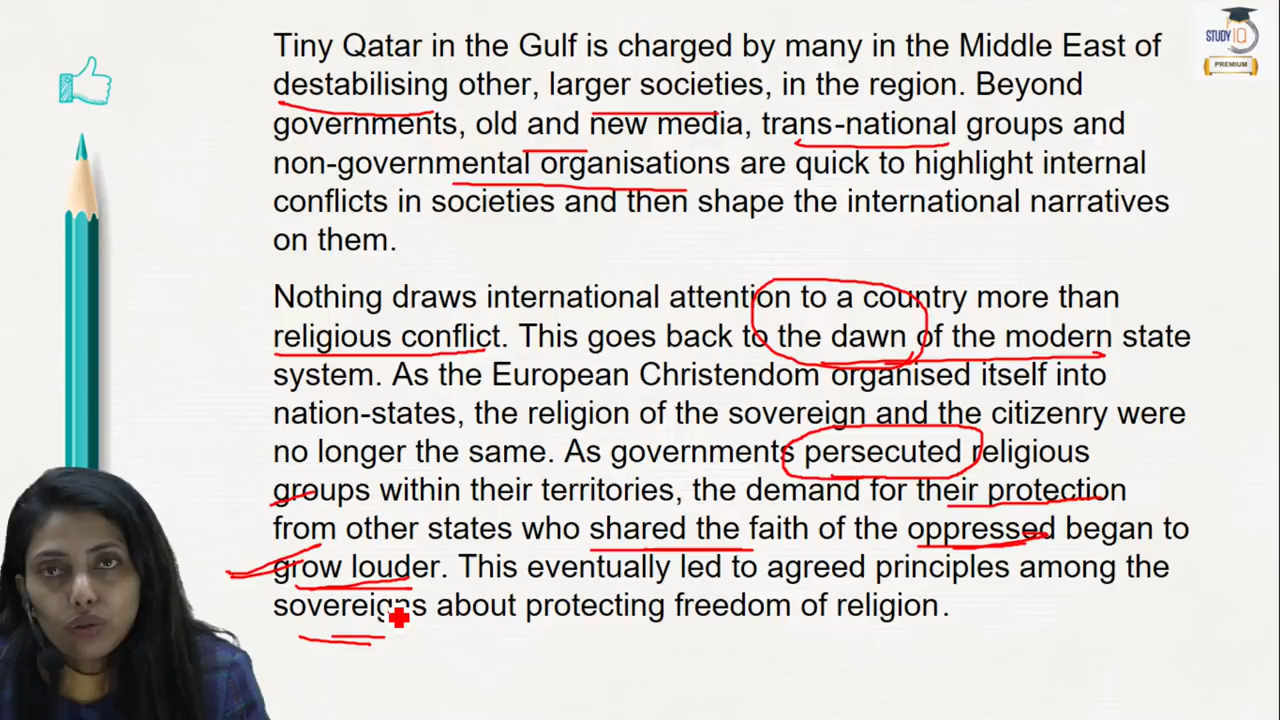 STUDY IQ
PREMIUM
Tiny Qatar in the Gulf is charged by many in the Middle East of
destabilising other, larger societies, in the region. Beyond
governments, old and new media, trans-national groups and
non-governmental organisations are quick to highlight internal
conflicts in societies and then shape the international narratives
on them.
Nothing draws international attention to a country more than
religious conflict. This goes back to the dawn of the modern state
system. As the European Christendom organised itself into
nation-states, the religion of the sovereign and the citizenry were
no longer the same. As governments persecuted religious
groups within their territories, the demand for their protection
from other states who shared the faith of the oppressed began to
grow louder. This eventually led to agreed principles among the
sovereigns about protecting freedom of religion.